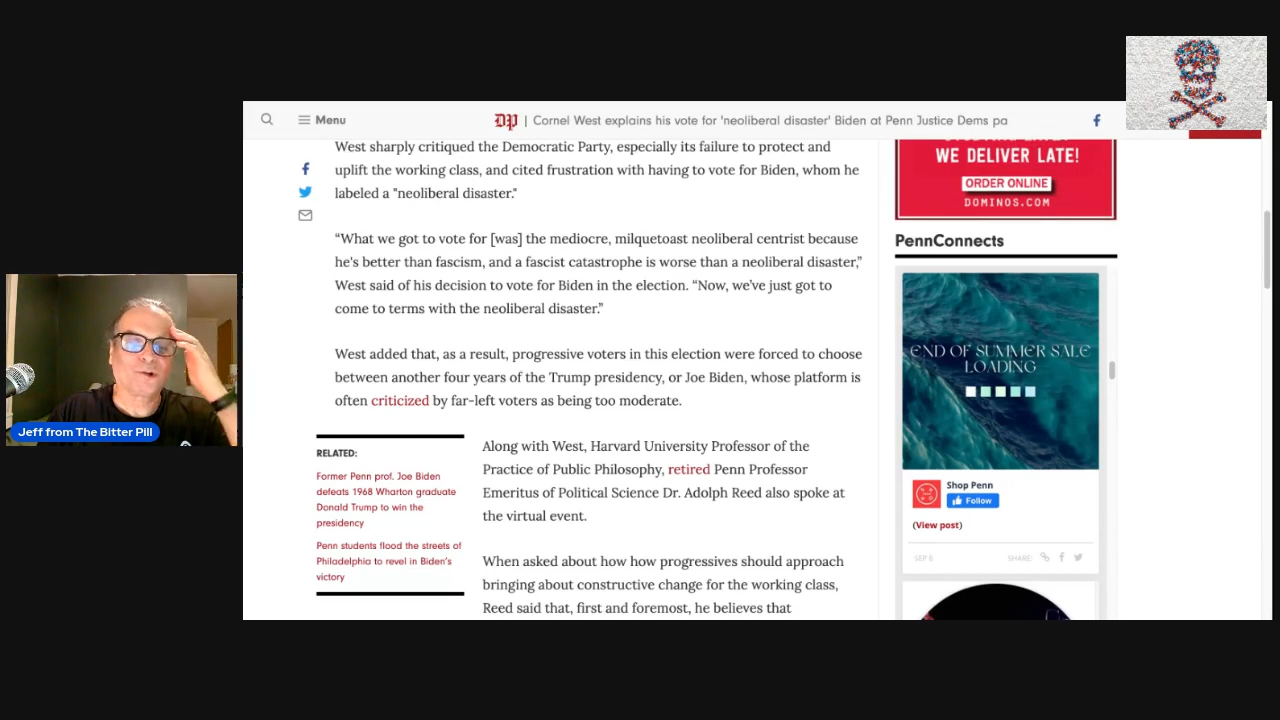 Menu
DP | Cornel West explains his vote for 'neoliberal disaster' Biden at Penn Justice Dems pa
West sharply critiqued the Democratic Party, especially its failure to protect and
uplift the working class, and cited frustration with having to vote for Biden, whom he
labeled a "neoliberal disaster."
“What we got to vote for [was] the mediocre, milquetoast neoliberal centrist because
he's better than fascism, and a fascist catastrophe is worse than a neoliberal disaster,”
West said of his decision to vote for Biden in the election. “Now, we’ve just got to
come to terms with the neoliberal disaster.”
West added that, as a result, progressive voters in this election were forced to choose
between another four years of the Trump presidency, or Joe Biden, whose platform is
often criticized by far-left voters as being too moderate.
RELATED:
Former Penn prof. Joe Biden
defeats 1968 Wharton graduate
Donald Trump to win the
presidency
Penn students flood the streets of
Philadelphia to revel in Biden’s
victory
Along with West, Harvard University Professor of the
Practice of Public Philosophy, retired Penn Professor
Emeritus of Political Science Dr. Adolph Reed also spoke at
the virtual event.
When asked about how how progressives should approach
bringing about constructive change for the working class,
Reed said that, first and foremost, he believes that
WE DELIVER LATE!
ORDER ONLINE
DOMINOS.COM
PennConnects
END OF SUMMER SALE
LOADING
Shop Penn
Follow
(View post)
SEP 6
SHARE:
Jeff from The Bitter Pill